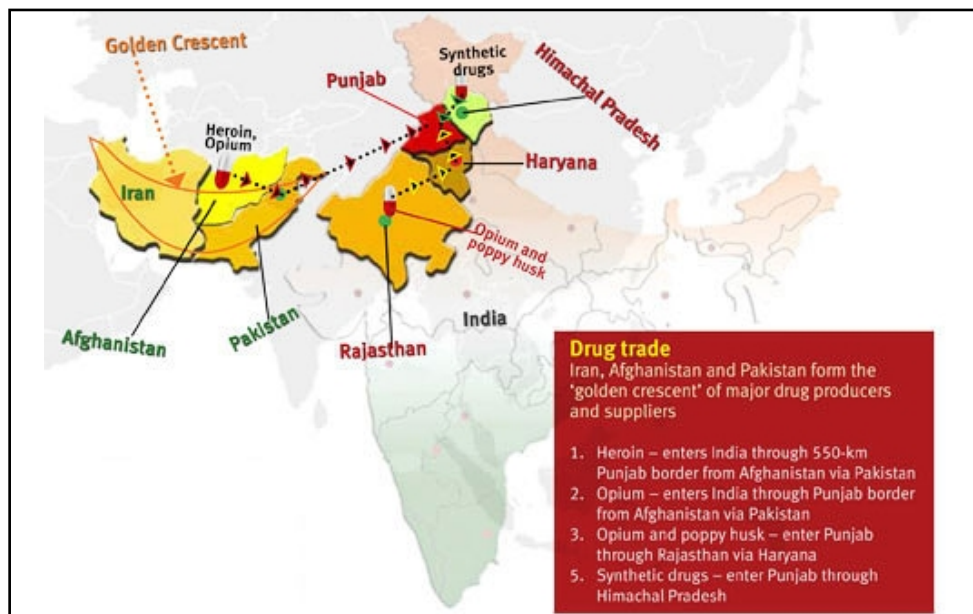 Golden Crescent
Heroin,
Opium
Iran
Afghanistan
Pakistan
Punjab
Synthetic
drugs
Himachal Pradesh
Haryana
Opium and
poppy husk
Rajasthan
India
Drug trade
Iran, Afghanistan and Pakistan form the
‘golden crescent’ of major drug producers
and suppliers
1. Heroin – enters India through 550-km
Punjab border from Afghanistan via Pakistan
2. Opium – enters India through Punjab border
from Afghanistan via Pakistan
3. Opium and poppy husk – enter Punjab
through Rajasthan via Haryana
5. Synthetic drugs – enter Punjab through
Himachal Pradesh